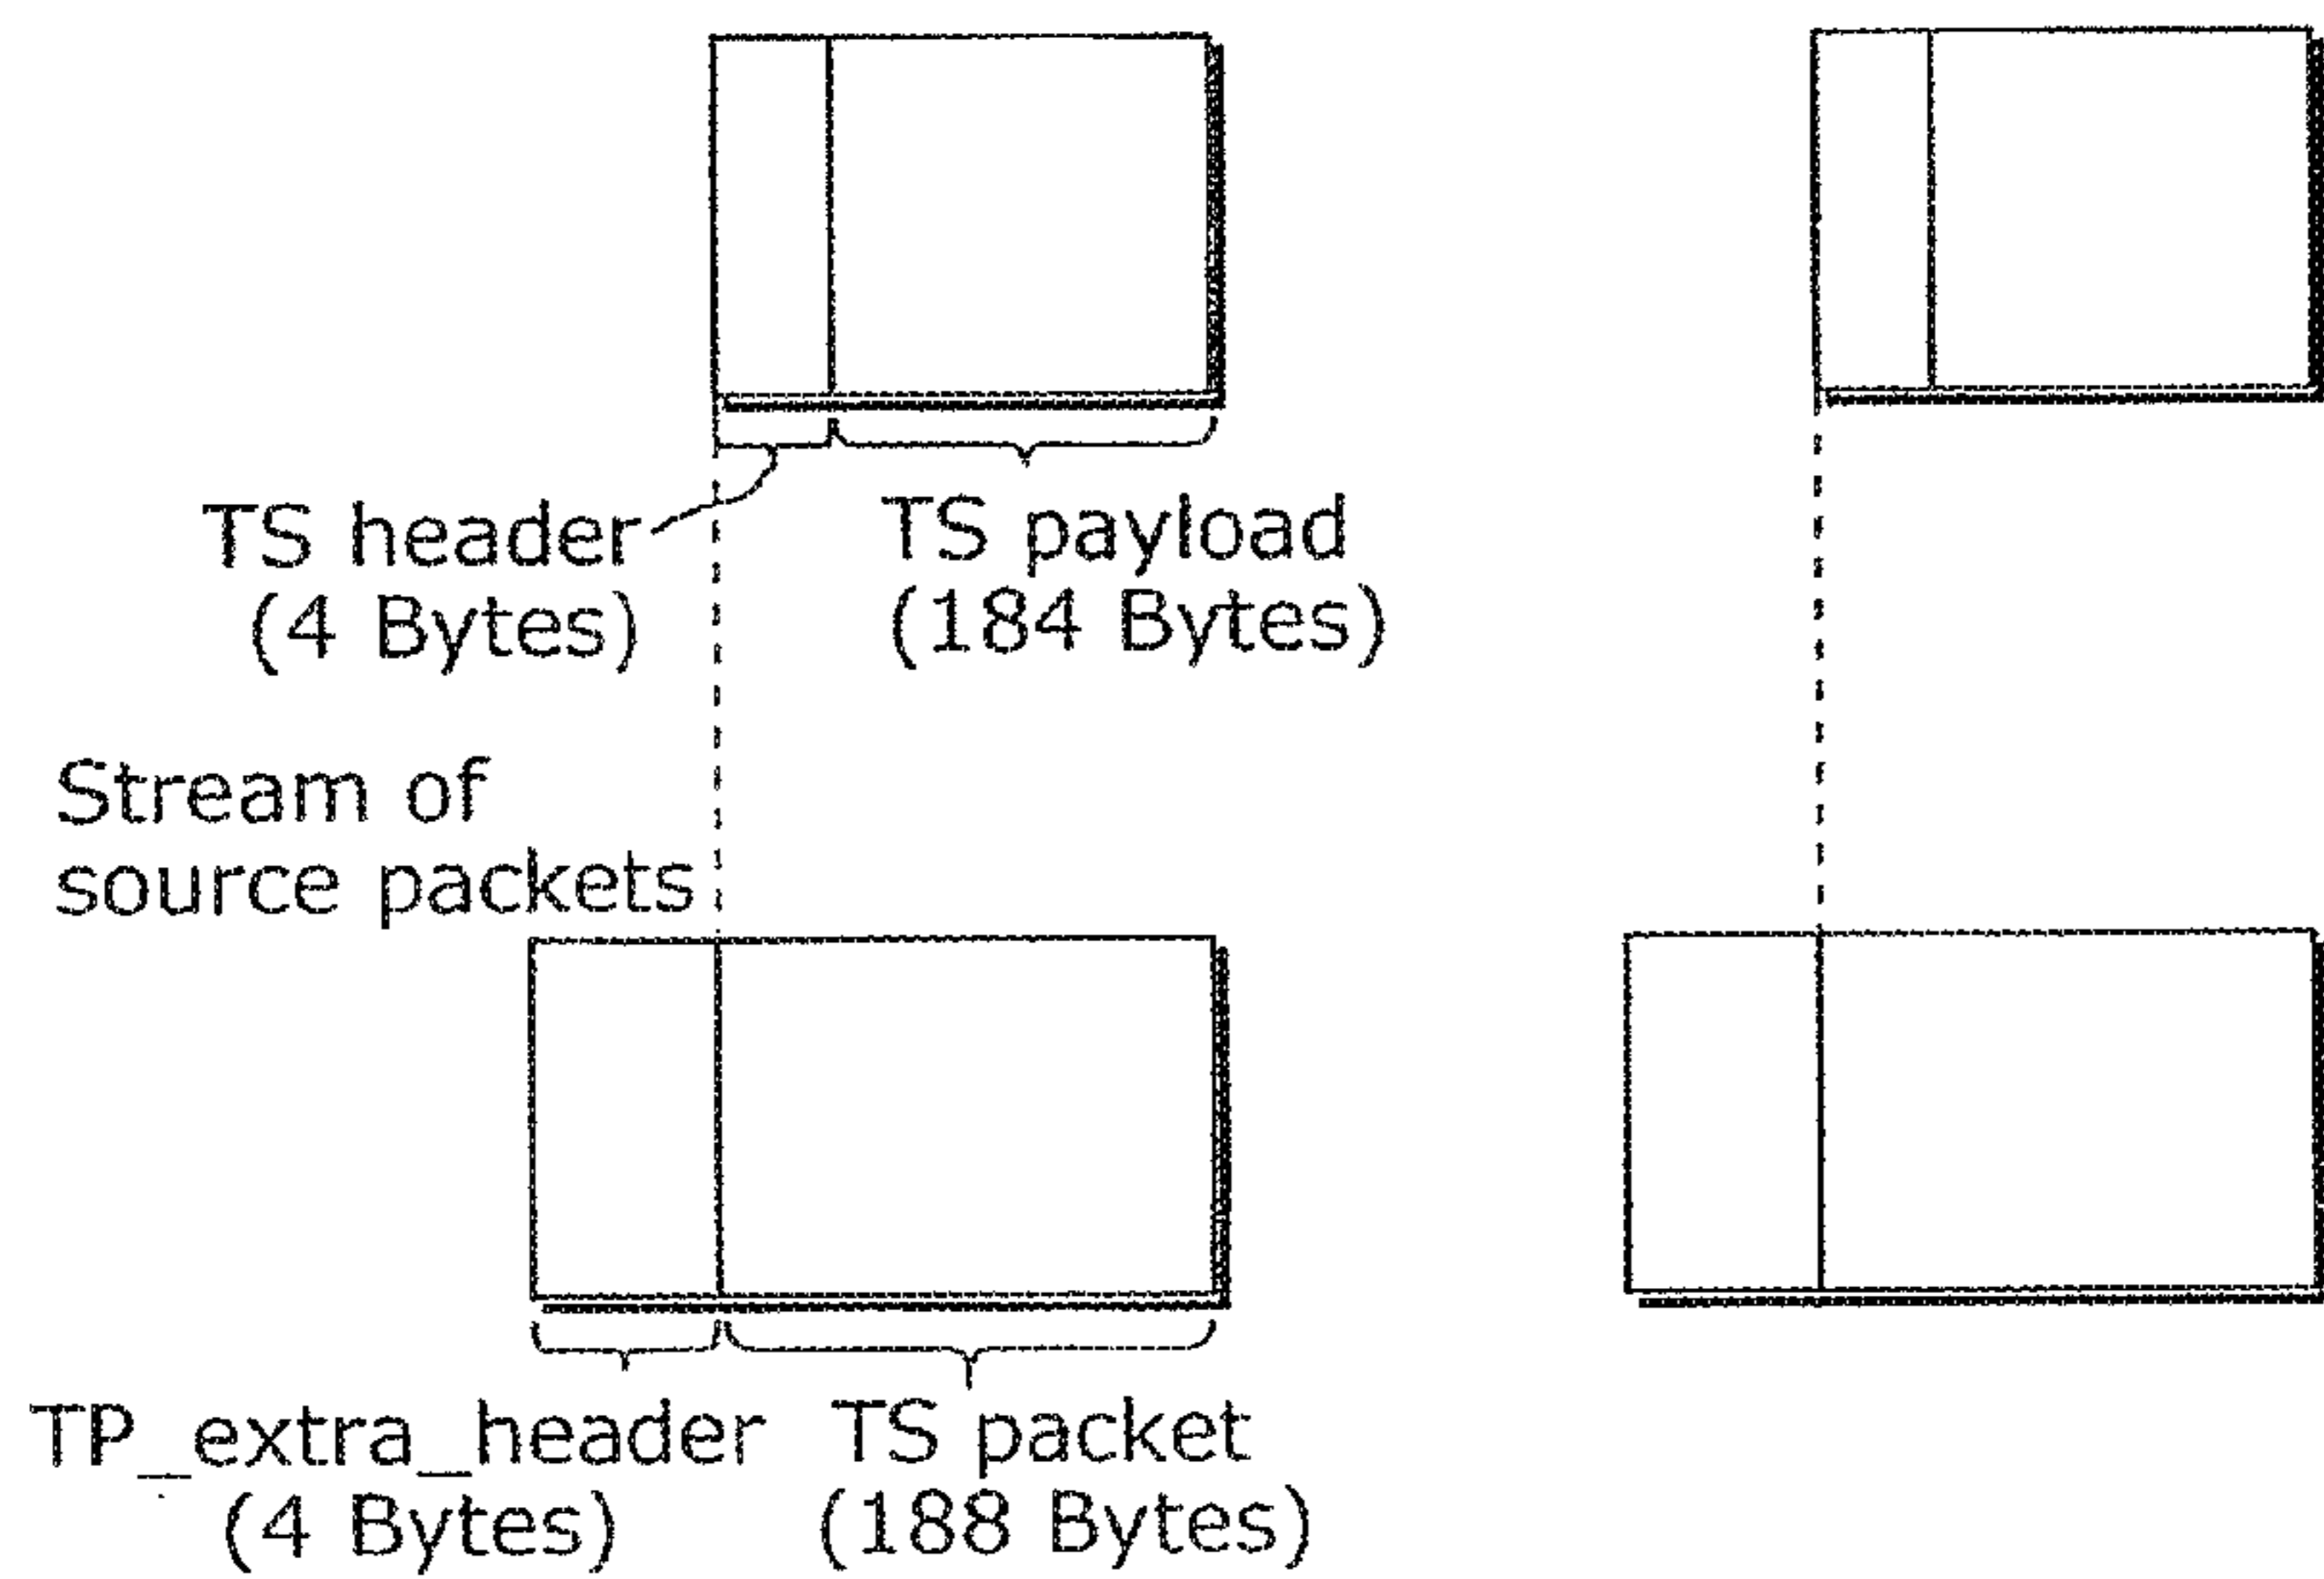 TS header
(4 Bytes)
TS payload
(184 Bytes)
Stream of
source packets
TP_extra_header
(4 Bytes)
TS packet
(188 Bytes)